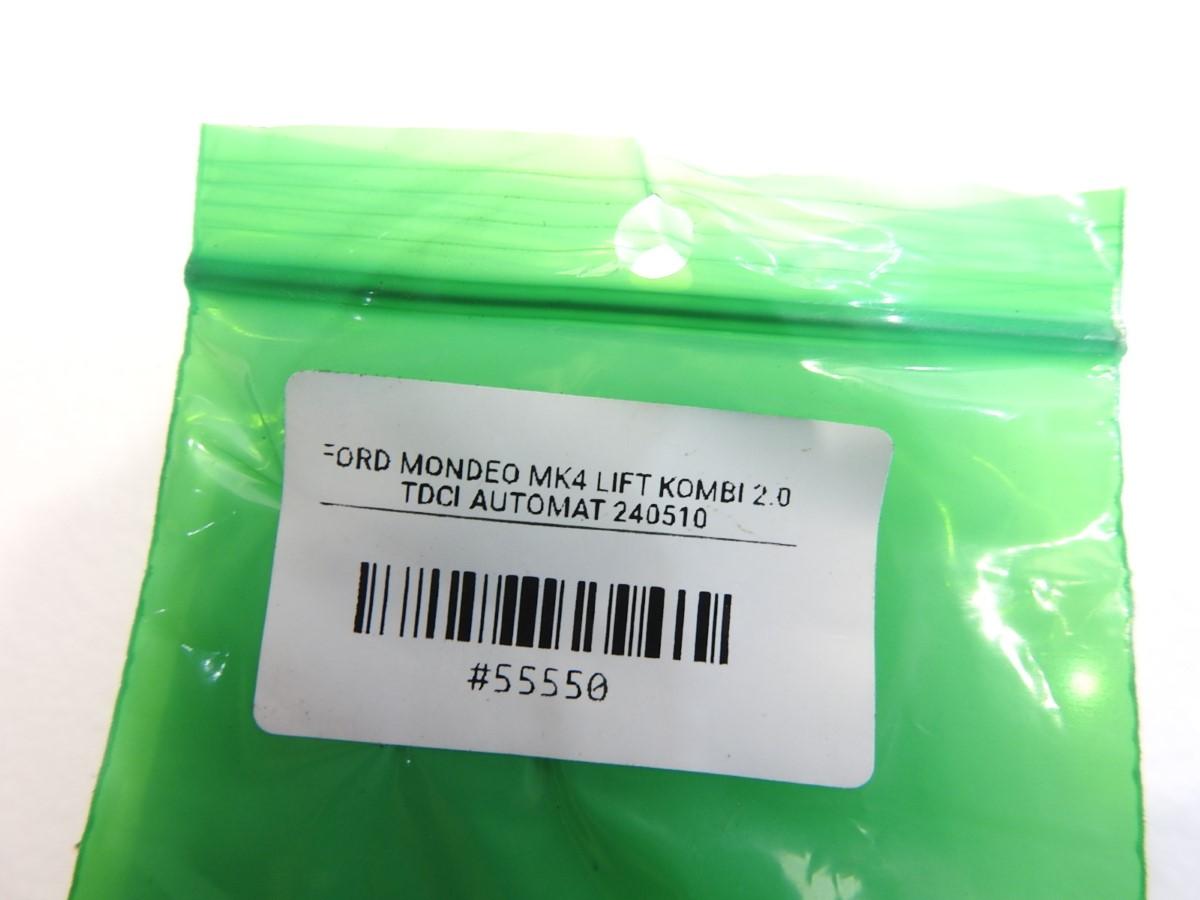 FORD MONDEO MK4 LIFT KOMBI 2.0
TDCI AUTOMAT 240510
#55550